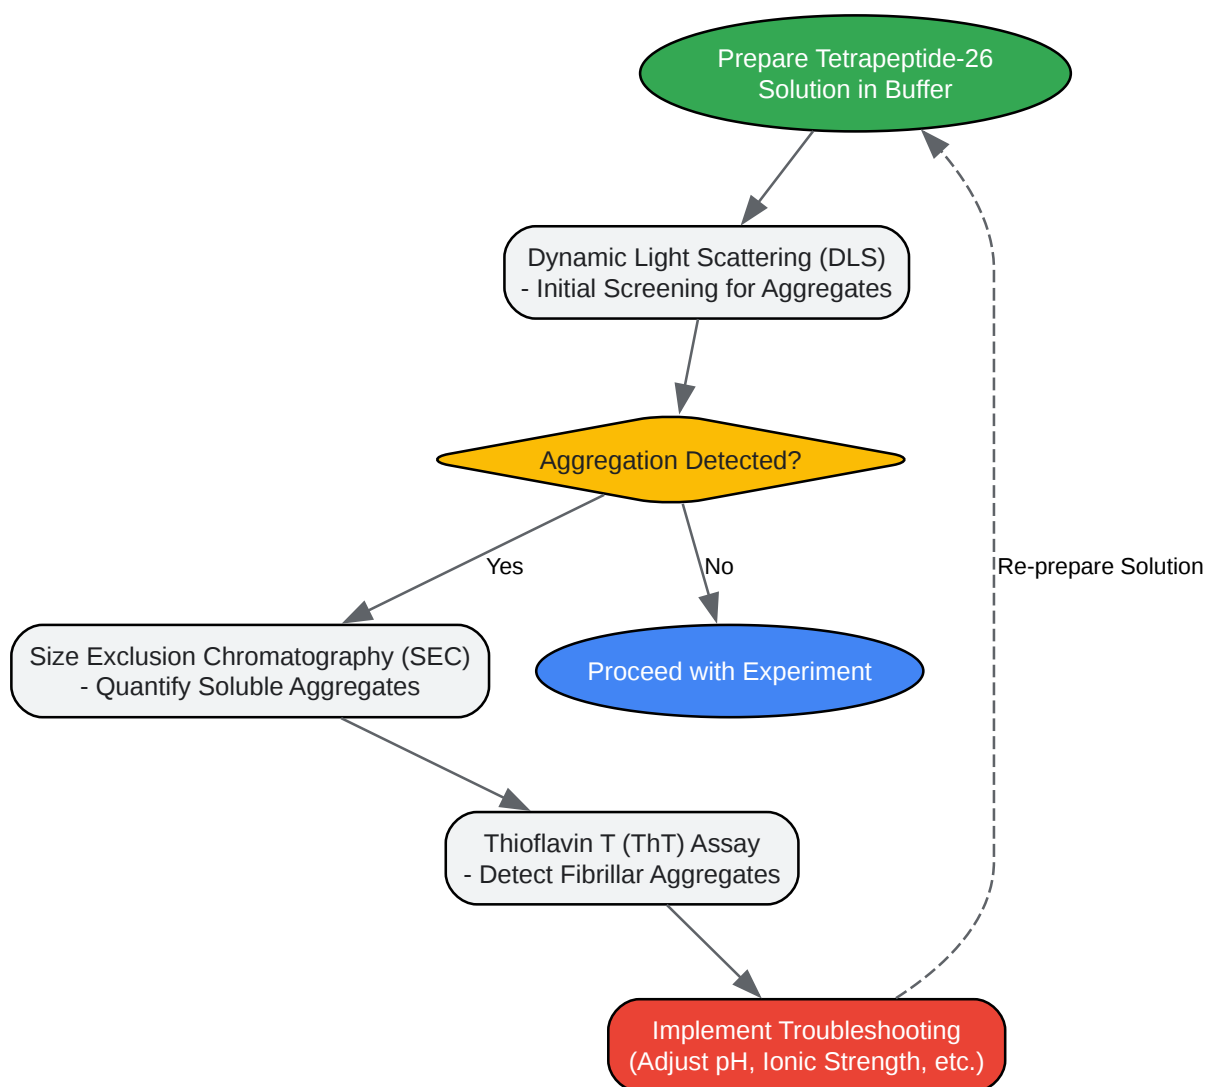 Prepare Tetrapeptide-26
Solution in Buffer
Dynamic Light Scattering (DLS)
- Initial Screening for Aggregates
Aggregation Detected?
Yes
No
Re-prepare Solution
Size Exclusion Chromatography (SEC)
- Quantify Soluble Aggregates
Proceed with Experiment
Thioflavin T (ThT) Assay
- Detect Fibrillar Aggregates
Implement Troubleshooting
(Adjust pH, Ionic Strength, etc.)